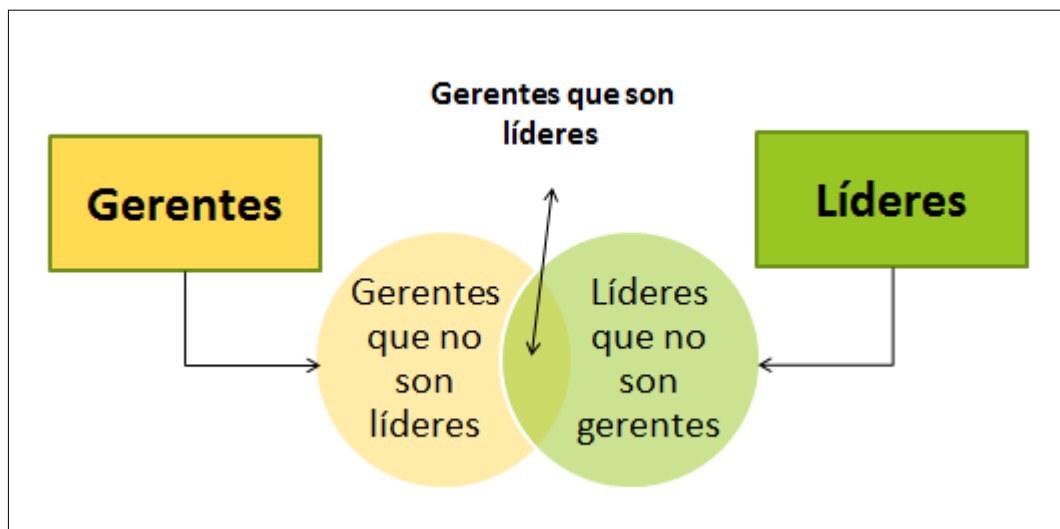 Gerentes que son
líderes
Gerentes
Líderes
Gerentes
que no
son
líderes
Líderes
que no
son
gerentes